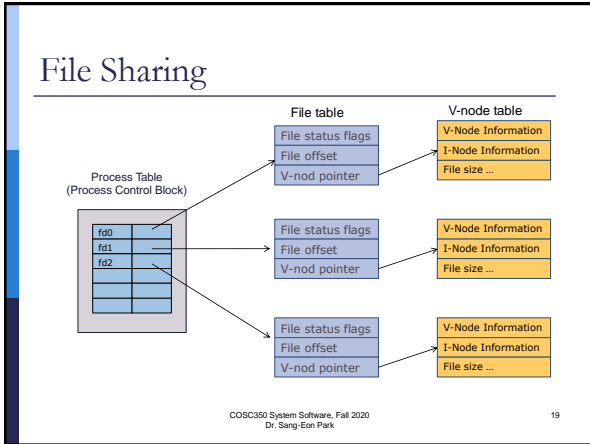 File Sharing
File table
V-node table
Process Table
(Process Control Block)
fd0
fd1
fd2
File status flags
File offset
V-nod pointer
V-Node Information
I-Node Information
File size ...
File status flags
File offset
V-nod pointer
V-Node Information
I-Node Information
File size ...
File status flags
File offset
V-nod pointer
V-Node Information
I-Node Information
File size ...
COSC350 System Software, Fall 2020
Dr. Sang-Eon Park
19